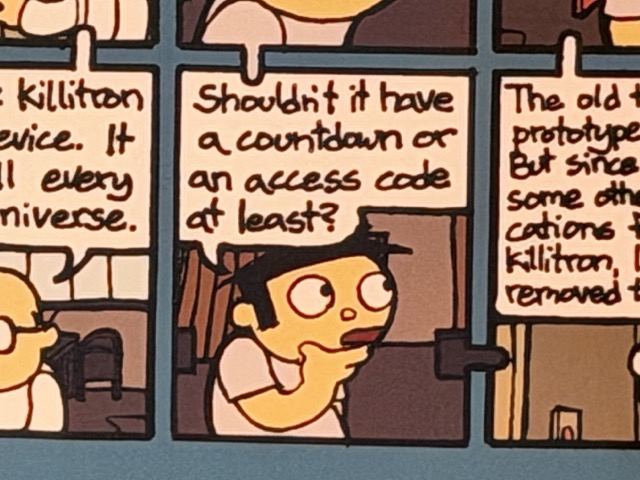 Killitron
evice. It
ll every
niverse.
Shouldn't it have
a countdown or
an access code
at least?
The old
prototype
But since
some oth
cations
killitron,
removed